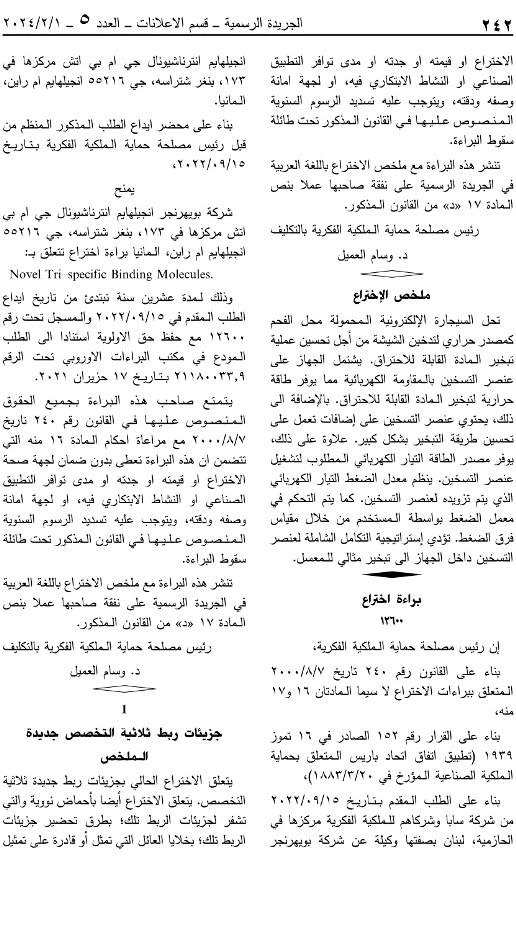 ٢٤٢
الجريدة الرسمية ــ قسم الاعلانات ــ العدد ٥ ــ ٢٠٢٤/٢/١
الاختراع او قيمته او جدته او مدى توافر التطبيق
الصناعي او النشاط الابتكاري فيه، او لجهة امانة
وصفه ودقته، ويتوجب عليه تسديد الرسوم السنوية
المنصوص عليها في القانون المذكور تحت طائلة
سقوط البراءة.
تنشر هذه البراءة مع ملخص الاختراع باللغة العربية
في الجريدة الرسمية على نفقة صاحبها عملا بنص
المادة ١٧ «د» من القانون المذكور.
رئيس مصلحة حماية الملكية الفكرية بالتكليف
د. وسام العميل
ملخص الإختراع
تحل السيجارة الإلكترونية المحمولة محل الفحم
كمصدر حراري لتدخين الشيشة من أجل تحسين عملية
تبخير المادة القابلة للاحتراق. يشتمل الجهاز على
عنصر التسخين بالمقاومة الكهربائية مما يوفر طاقة
حرارية لتبخير المادة القابلة للاحتراق. بالإضافة الى
ذلك، يحتوي عنصر التسخين على إضافات تعمل على
تحسين طريقة التبخير بشكل كبير. علاوة على ذلك،
يوفر مصدر الطاقة التيار الكهربائي المطلوب لتشغيل
عنصر التسخين. ينظم معدل الضغط التيار الكهربائي
الذي يتم تزويده لعنصر التسخين. كما يتم التحكم في
معمل الضغط بواسطة المستخدم من خلال مقياس
فرق الضغط. تؤدي إستراتيجية التكامل الشاملة لعنصر
التسخين داخل الجهاز الى تبخير مثالي للمعسل.
براءة اختراع
١٣٦٠٠
إن رئيس مصلحة حماية الملكية الفكرية،
بناء على القانون رقم ٢٤٠ تاريخ ٢٠٠٠/٨/٧
المتعلق ببراءات الاختراع لا سيما المادتان ١٦ و١٧
منه،
بناء على القرار رقم ١٥٢ الصادر في ١٦ تموز
١٩٣٩ (تطبيق اتفاق اتحاد باريس المتعلق بحماية
الملكية الصناعية المؤرخ في ١٨٨٣/٣/٢٠)،
بناء على الطلب المقدم بتاريخ ٢٠٢٢/٠٩/١٥
من شركة سابا وشركاهم للملكية الفكرية مركزها في
الحازمية، لبنان بصفتها وكيلة عن شركة بويهرنجر
انجيلهايم انترناشيونال جي ام بي اتش مركزها في
١٧٣، بنغر شتراسه، جي ٥٥٢١٦ انجيلهايم ام راين،
المانيا.
بناء على محضر ايداع الطلب المذكور المنظم من
قبل رئيس مصلحة حماية الملكية الفكرية بتاريخ
٢٠٢٢/٠٩/١٥،
يمنح
شركة بويهرنجر انجيلهايم انترناشيونال جي ام بي
اتش مركزها في ١٧٣، بنغر شتراسه، جي ٥٥٢١٦
انجيلهايم ام راين، المانيا براءة اختراع تتعلق بـ:
Novel Tri–specific Binding Molecules.
وذلك لمدة عشرين سنة تبتدئ من تاريخ ايداع
الطلب المقدم في ٢٠٢٢/٠٩/١٥ والمسجل تحت رقم
١٢٦٠٠ مع حفظ حق الاولوية استنادا الى الطلب
المودع في مكتب البراءات الاوروبي تحت الرقم
٢١١٨٠٠٣٣,٩ بتاريخ ١٧ حزيران ٢٠٢١.
يتمتع صاحب هذه البراءة بجميع الحقوق
المنصوص عليها في القانون رقم ٢٤٠ تاريخ
٢٠٠٠/٨/٧ مع مراعاة احكام المادة ١٦ منه التي
تتضمن ان هذه البراءة تعطى بدون ضمان لجهة صحة
الاختراع او قيمته او جدته او مدى توافر التطبيق
الصناعي او النشاط الابتكاري فيه، او لجهة امانة
وصفه ودقته، ويتوجب عليه تسديد الرسوم السنوية
المنصوص عليها في القانون المذكور تحت طائلة
سقوط البراءة.
تنشر هذه البراءة مع ملخص الاختراع باللغة العربية
في الجريدة الرسمية على نفقة صاحبها عملا بنص
المادة ١٧ «د» من القانون المذكور.
رئيس مصلحة حماية الملكية الفكرية بالتكليف
د. وسام العميل
I
جزيئات ربط ثلاثية التخصص جديدة
الملخص
يتعلق الاختراع الحالي بجزيئات ربط جديدة ثلاثية
التخصص. يتعلق الاختراع أيضا بأحماض نووية والتي
تشفر لجزيئات الربط تلك؛ بطرق تحضير جزيئات
الربط تلك؛ بخلايا العائل التي تمثل أو قادرة على تمثيل